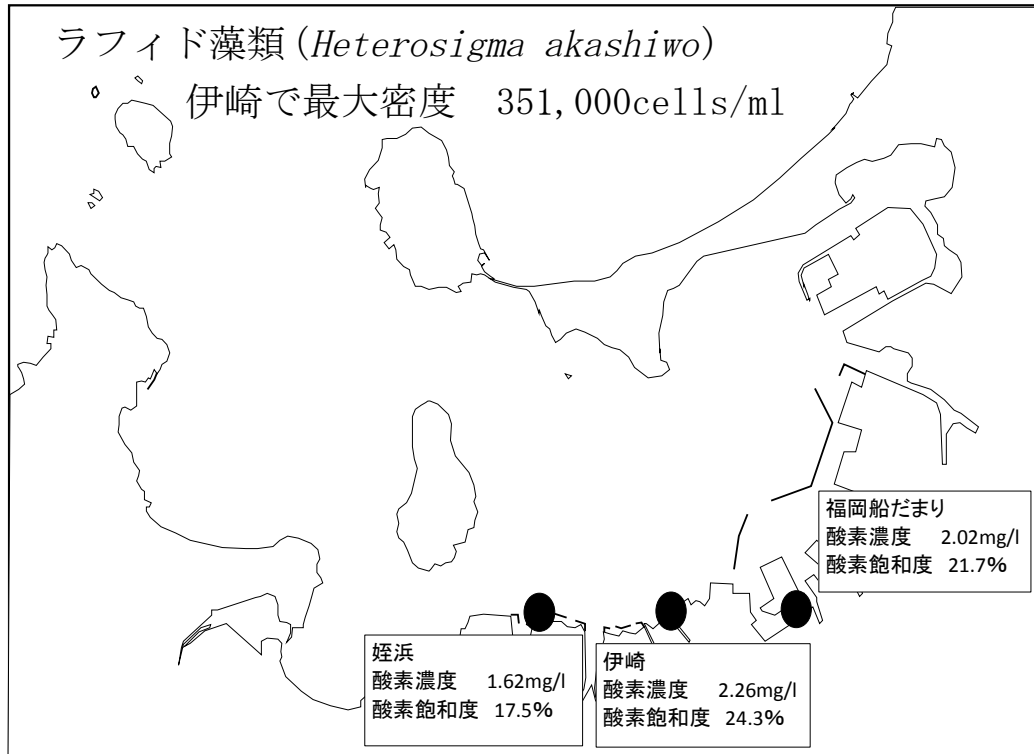 ラフィド藻類(Heterosigma akashiwo)
伊崎で最大密度　351,000cells/ml
福岡船だまり
酸素濃度　2.02mg/l
酸素飽和度　21.7%
姪浜
酸素濃度　1.62mg/l
酸素飽和度　17.5%
伊崎
酸素濃度　2.26mg/l
酸素飽和度　24.3%